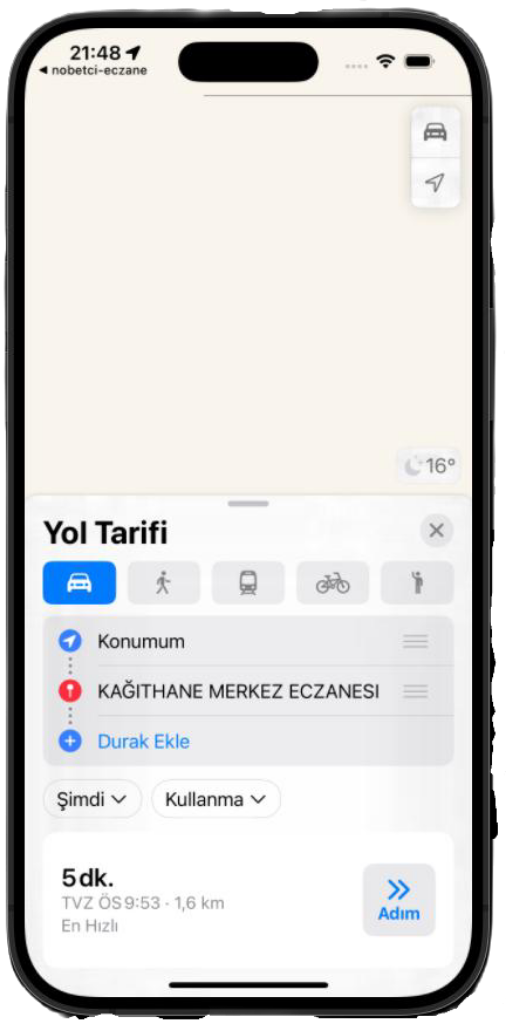 21:48
◀ nobetci-eczane
16°
Yol Tarifi
Konumum
KAĞITHANE MERKEZ ECZANESI
Durak Ekle
Şimdi
Kullanma
5 dk.
TVZ ÖS 9:53 · 1,6 km
En Hızlı
Adım